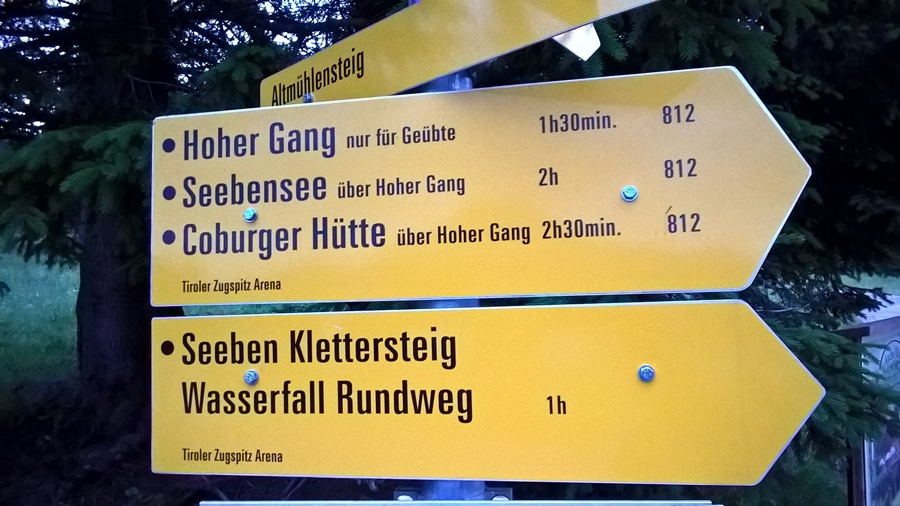 Altmühlensteig
• Hoher Gang nur für Geübte 1h30min. 812
• Seebensee über Hoher Gang 2h 812
• Coburger Hütte über Hoher Gang 2h30min. 812
Tiroler Zugspitz Arena
• Seeben Klettersteig
Wasserfall Rundweg 1h
Tiroler Zugspitz Arena